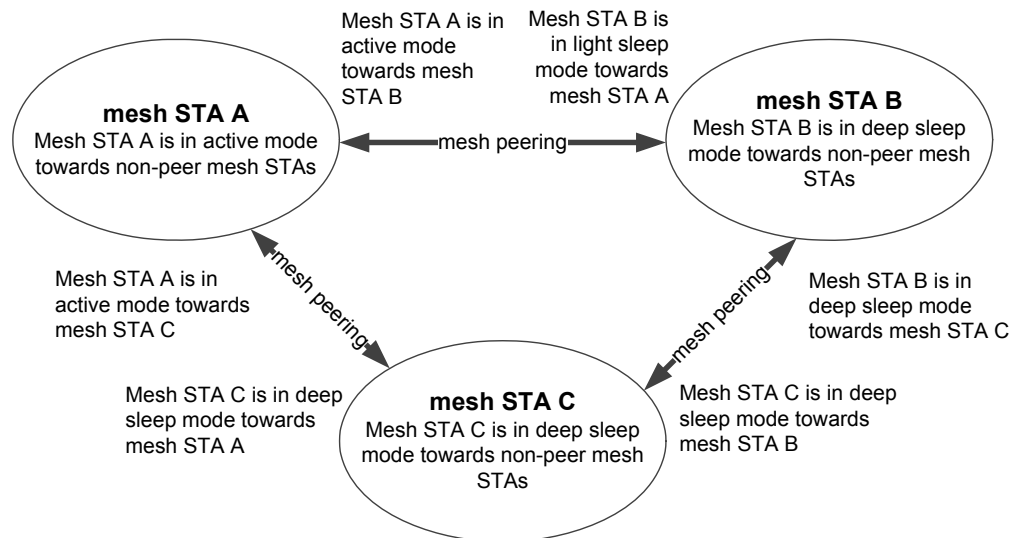 Mesh STA A is in
active mode
towards mesh
STA B
Mesh STA B is
in light sleep
mode towards
mesh STA A
mesh STA A
Mesh STA A is in active mode
towards non-peer mesh STAs
mesh peering
mesh STA B
Mesh STA B is in deep sleep
mode towards non-peer mesh
STAs
Mesh STA A is in
active mode towards
mesh STA C
mesh peering
mesh peering
Mesh STA B is in
deep sleep mode
towards mesh STA C
Mesh STA C is in deep
sleep mode towards
mesh STA A
mesh STA C
Mesh STA C is in deep sleep
mode towards non-peer mesh
STAs
Mesh STA C is in deep
sleep mode towards
mesh STA B